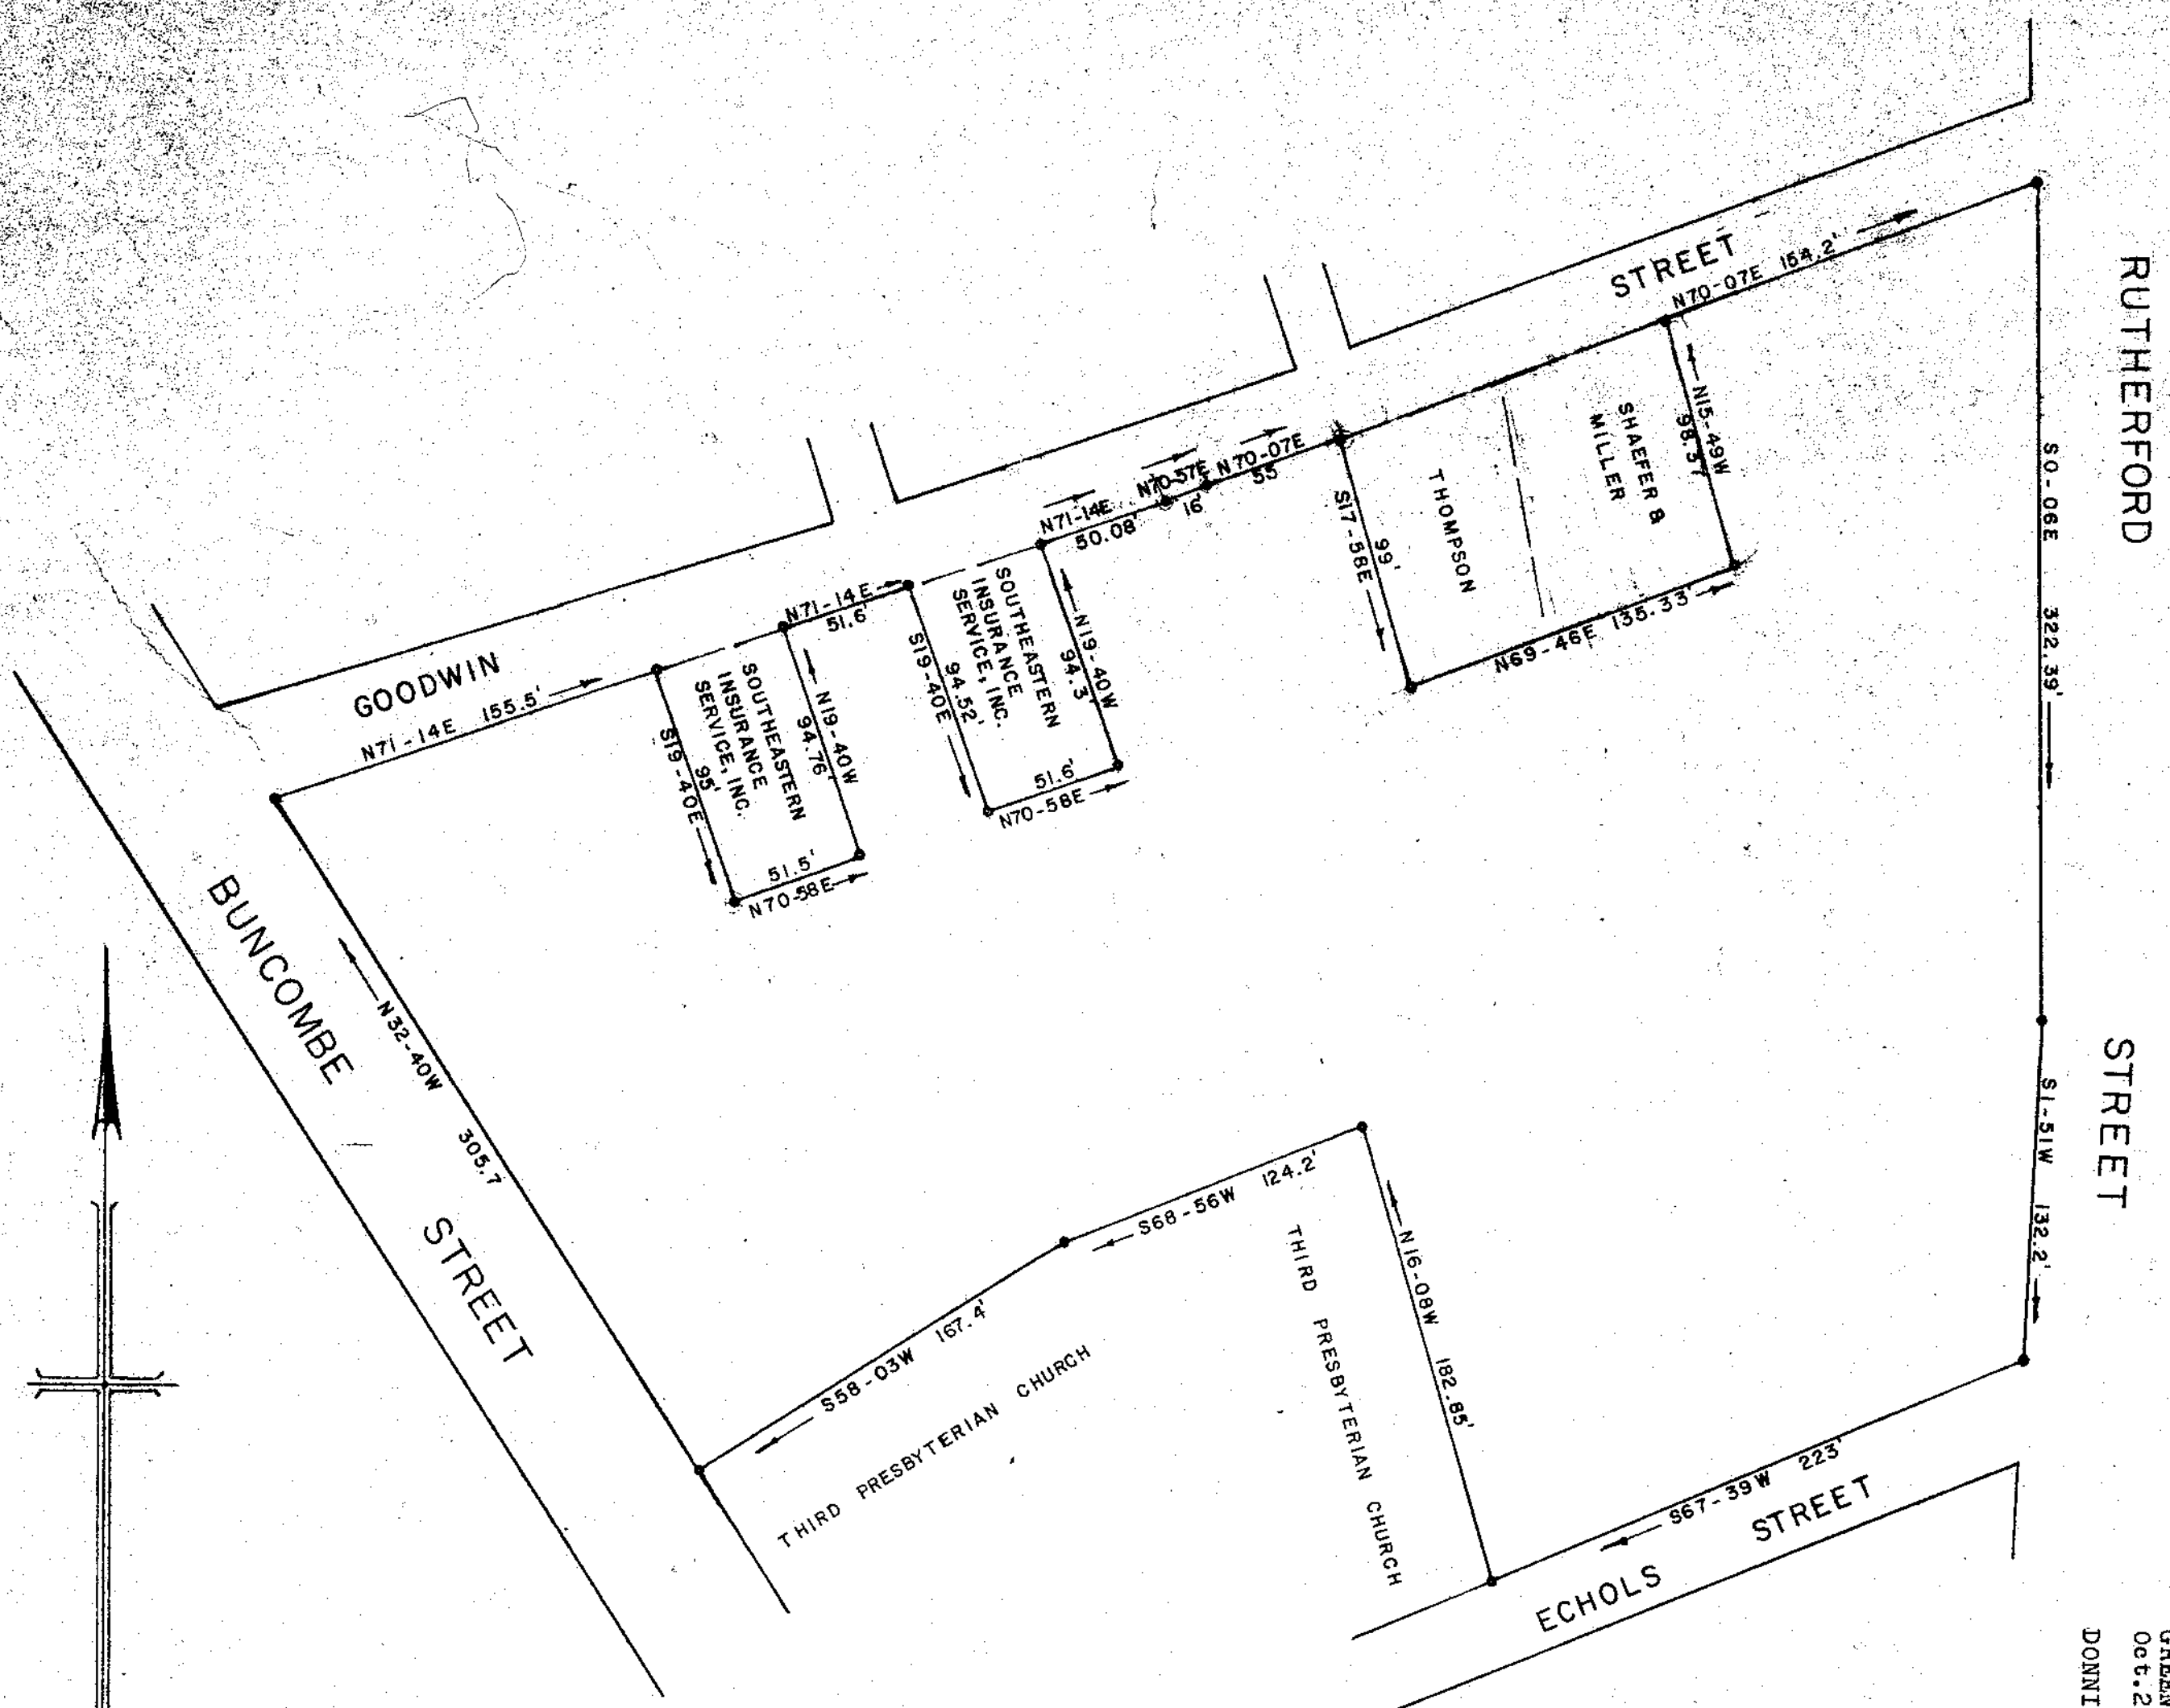 RUTHERFORD
STREET
STREET
N70-07E 154.2'
S0-06E 322.39'
N15-49W
98.37
SHAEFER &
MILLER
THOMPSON
N70-07E
55
N70-57E
16'
N71-14E
50.08'
S17-58E
99'
N69-46E 135.33'
SOUTHEASTERN
INSURANCE
SERVICE, INC.
N19-40W
94.3'
S19-40E
94.52'
51.6'
N70-58E
N71-14E
51.6'
GOODWIN
N71-14E 155.5'
SOUTHEASTERN
INSURANCE
SERVICE, INC.
N19-40W
94.76'
S19-40E
95'
51.5'
N70-58E
BUNCOMBE
STREET
N32-40W 305.7
S1-51W 132.2'
S68-56W 124.2'
S58-03W 167.4'
N16-08W 182.85'
THIRD PRESBYTERIAN CHURCH
THIRD PRESBYTERIAN CHURCH
S67-39W 223'
ECHOLS STREET
Oct.2
DONNI